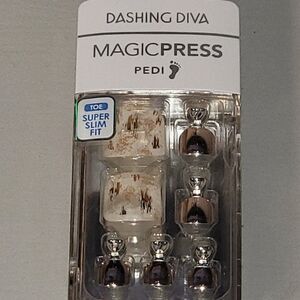 DASHING DIVA
MAGICPRESS
PEDI
TOE
SUPER
SLIM
FIT